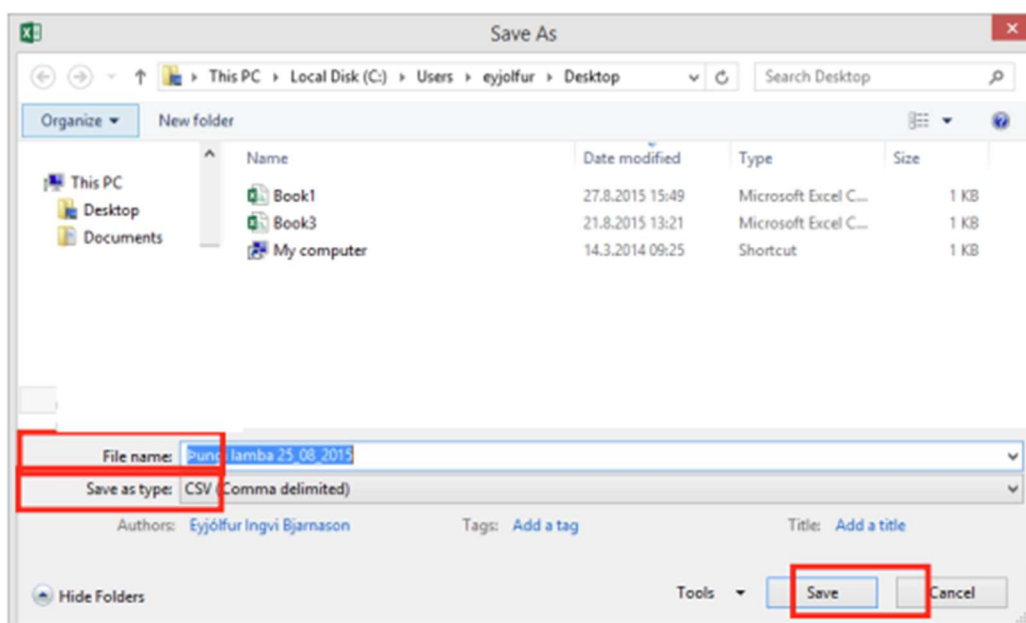 Save As
This PC Local Disk (C:) Users eyjolfur Desktop Search Desktop
Organize New folder
Name Date modified Type Size
This PC
Desktop
Documents
Book1 27.8.2015 15:49 Microsoft Excel C... 1 KB
Book3 21.8.2015 13:21 Microsoft Excel C... 1 KB
My computer 14.3.2014 09:25 Shortcut 1 KB
File name: Þungi lamba 25_08_2015
Save as type: CSV (Comma delimited)
Authors: Eyjólfur Ingvi Bjarnason Tags: Add a tag Title: Add a title
Hide Folders Tools Save Cancel